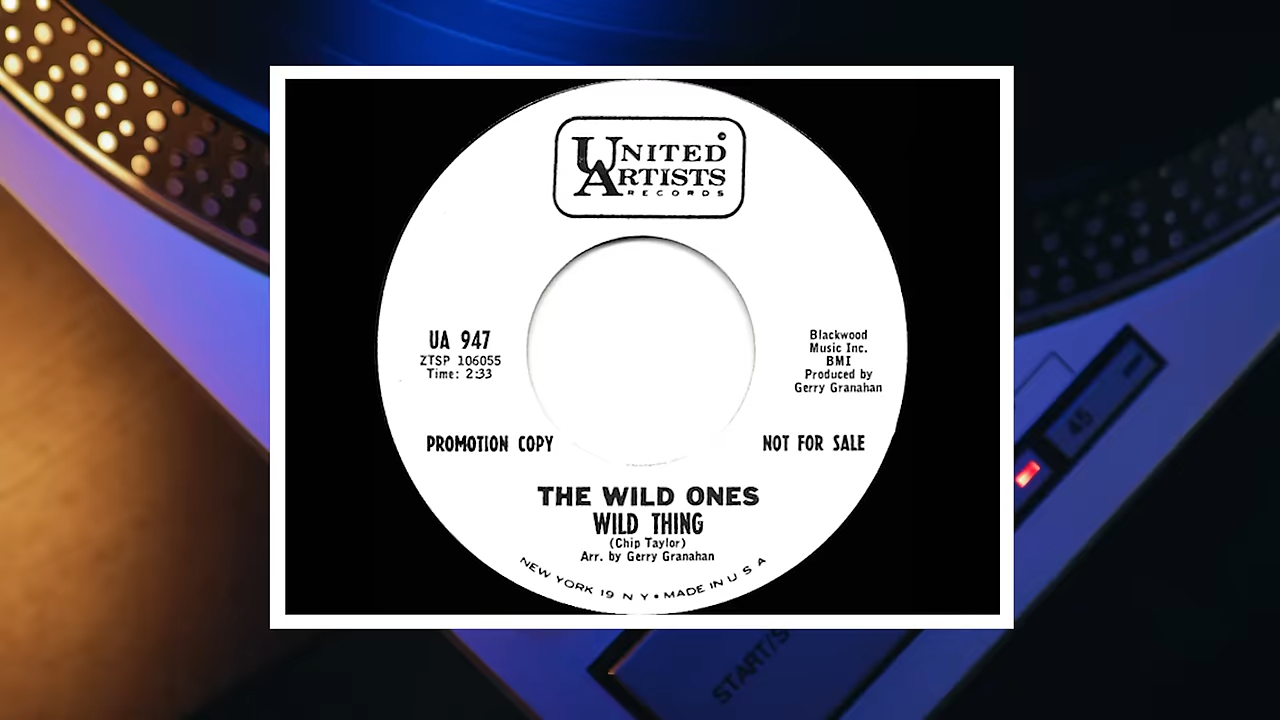 UNITED
ARTISTS
RECORDS
UA 947
ZTSP 106055
Time: 2:33
Blackwood
Music Inc.
BMI
Produced by
Gerry Granahan
PROMOTION COPY
NOT FOR SALE
THE WILD ONES
WILD THING
(Chip Taylor)
Arr. by Gerry Granahan
NEW YORK 19 N Y • MADE IN U S A
45
START/S